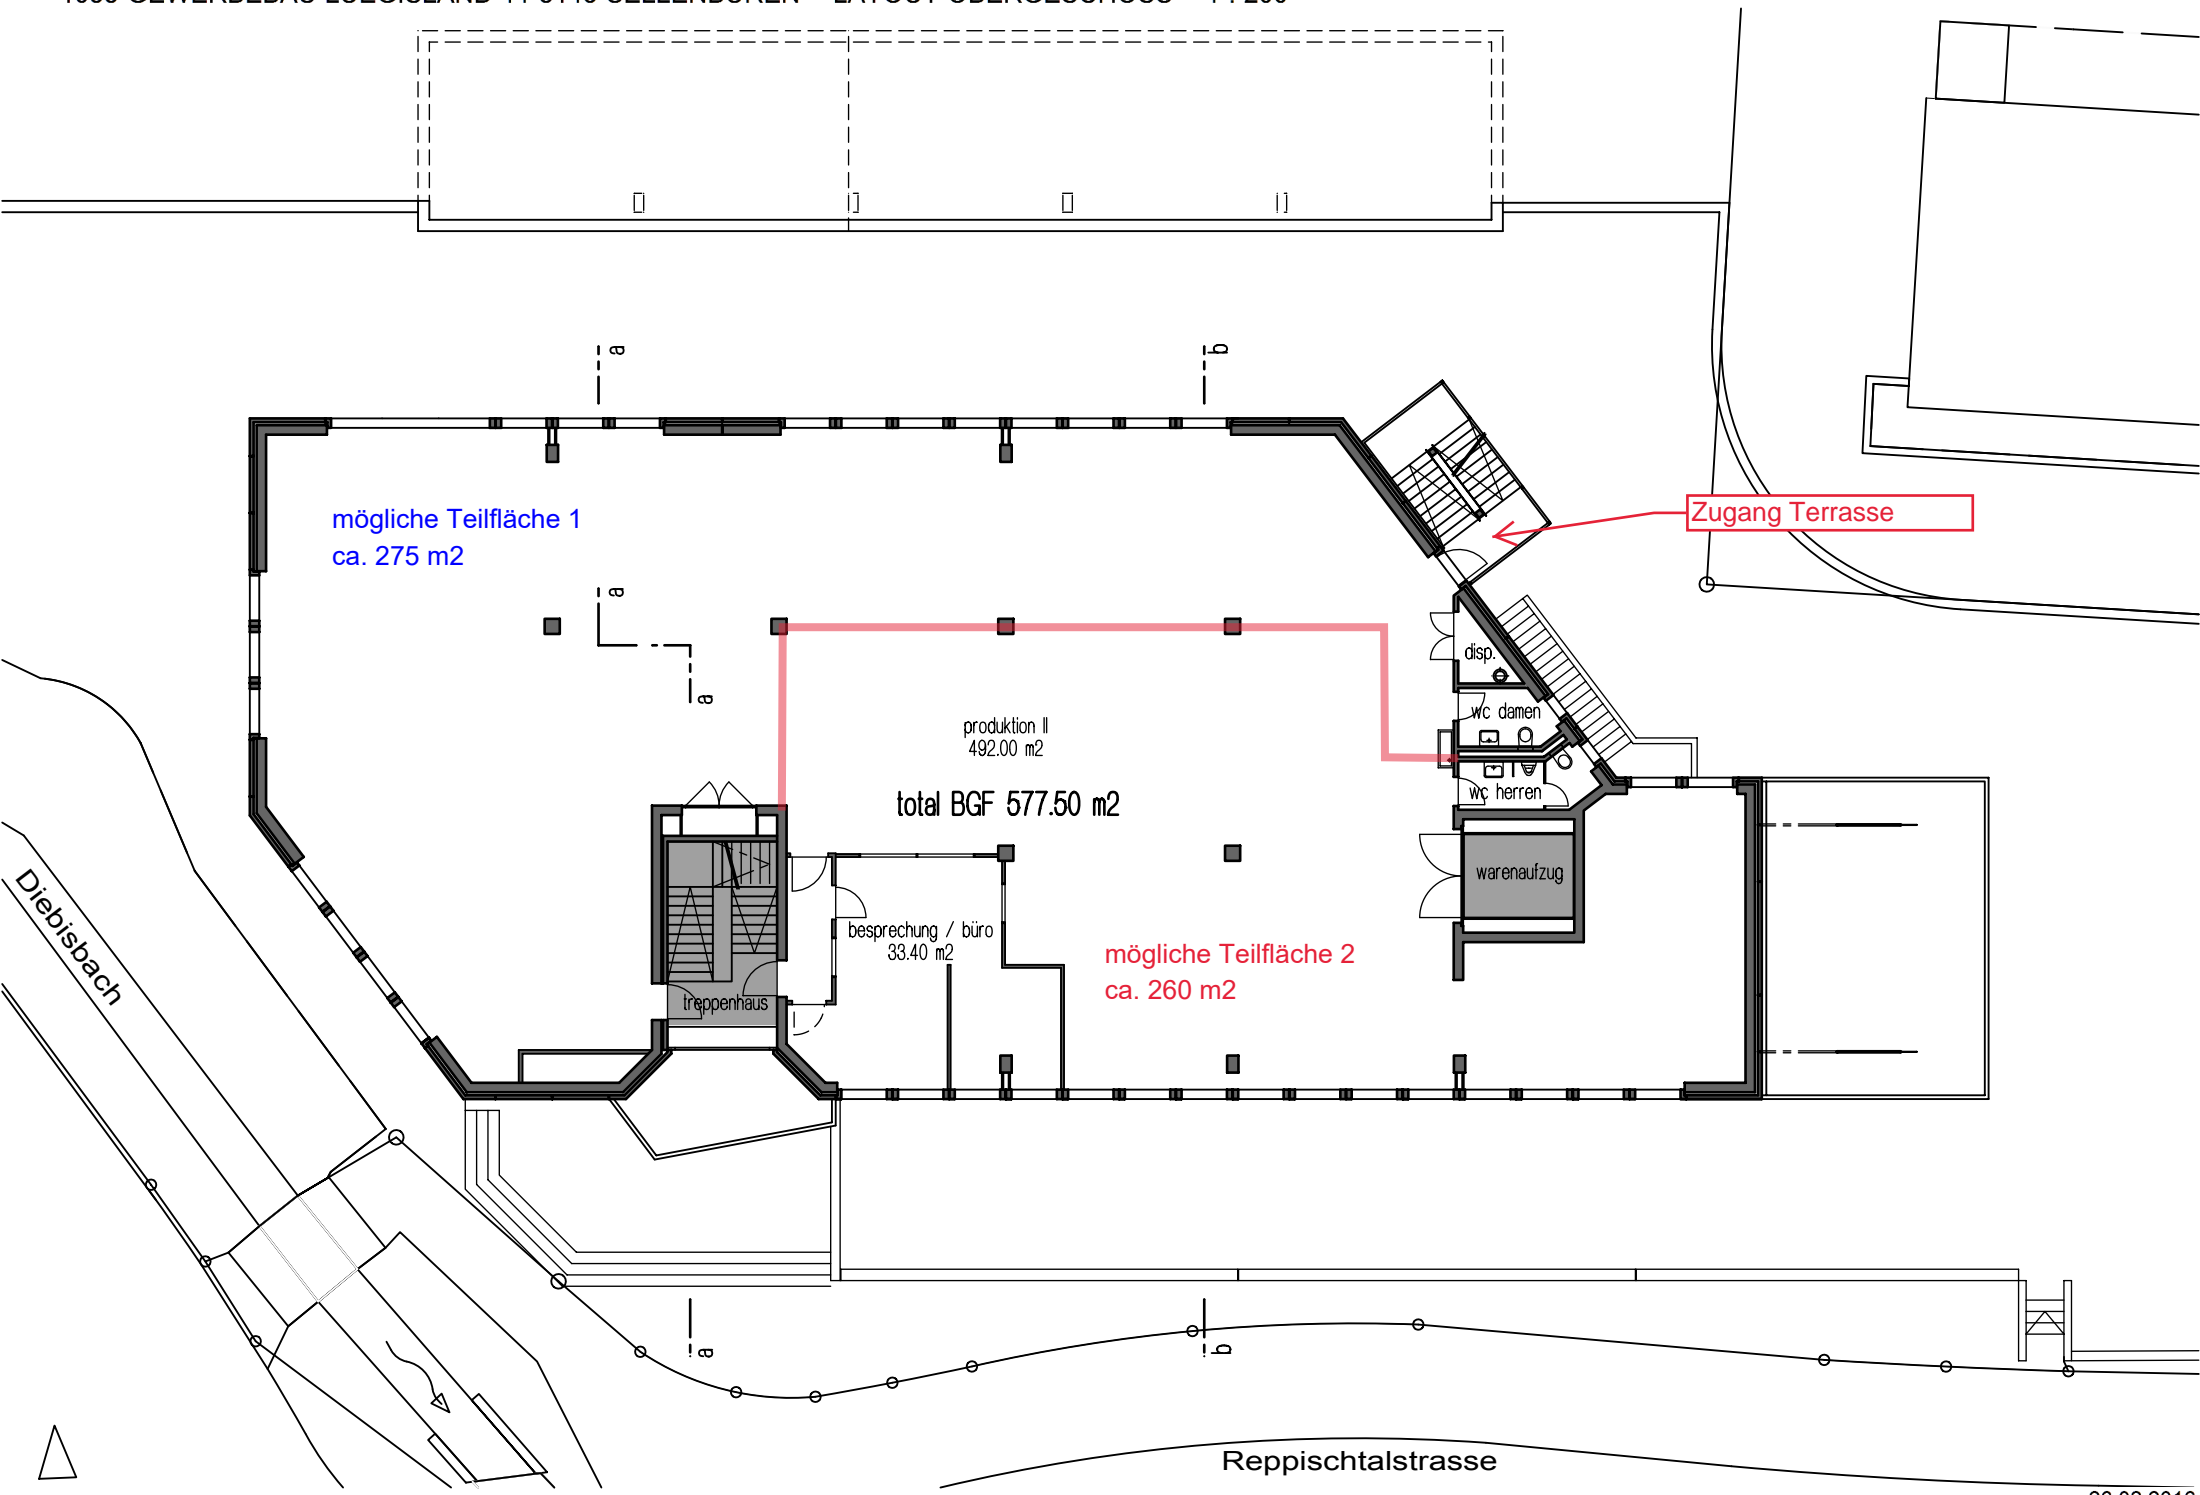 a
b
mögliche Teilfläche 1
ca. 275 m2
Zugang Terrasse
a
disp.
a
wc damen
produktion II
492.00 m2
total BGF 577.50 m2
wc herren
warenaufzug
Diebisbach
besprechung / büro
33.40 m2
mögliche Teilfläche 2
ca. 260 m2
treppenhaus
a
b
Reppischtalstrasse